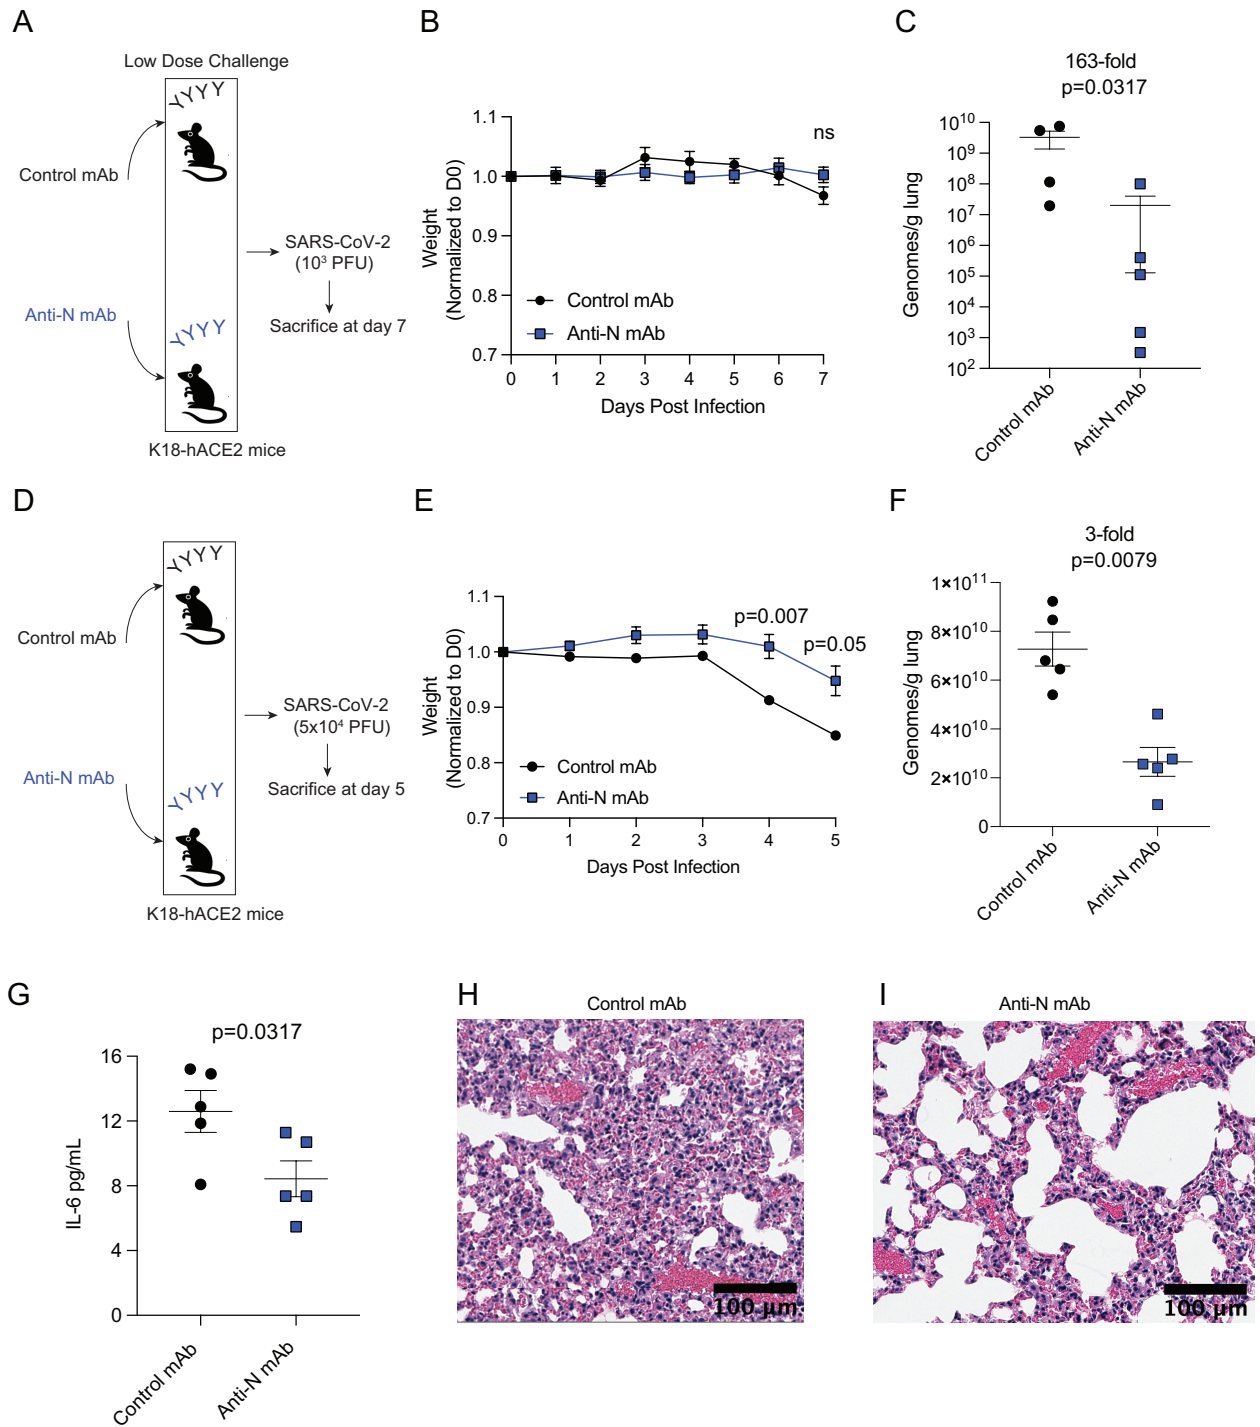 A
Low Dose Challenge
YYYY
Control mAb
Anti-N mAb
YYYY
SARS-CoV-2
(10³ PFU)
Sacrifice at day 7
K18-hACE2 mice
B
Weight
(Normalized to D0)
1.1
1.0
0.9
0.8
0.7
ns
Control mAb
Anti-N mAb
0 1 2 3 4 5 6 7
Days Post Infection
C
163-fold
p=0.0317
Genomes/g lung
10¹⁰
10⁹
10⁸
10⁷
10⁶
10⁵
10⁴
10³
10²
Control mAb
Anti-N mAb
D
YYYY
Control mAb
Anti-N mAb
YYYY
SARS-CoV-2
(5x10⁴ PFU)
Sacrifice at day 5
K18-hACE2 mice
E
Weight
(Normalized to D0)
1.1
1.0
0.9
0.8
0.7
p=0.007
p=0.05
Control mAb
Anti-N mAb
0 1 2 3 4 5
Days Post Infection
F
3-fold
p=0.0079
Genomes/g lung
1×10¹¹
8×10¹⁰
6×10¹⁰
4×10¹⁰
2×10¹⁰
0
Control mAb
Anti-N mAb
G
p=0.0317
IL-6 pg/mL
16
12
8
4
0
Control mAb
Anti-N mAb
H
Control mAb
100 μm
I
Anti-N mAb
100 μm